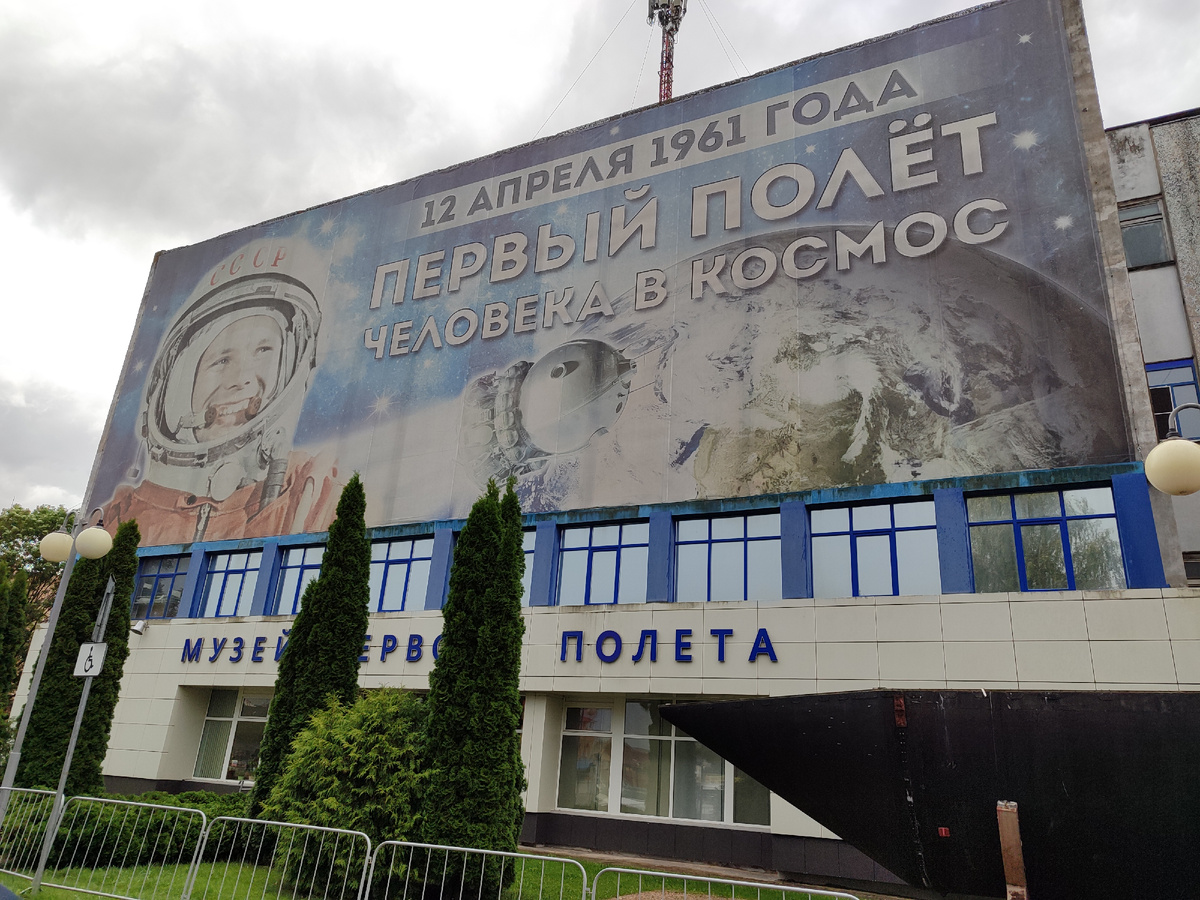 12 АПРЕЛЯ 1961 ГОДА
ПЕРВЫЙ ПОЛЁТ
ЧЕЛОВЕКА В КОСМОС
СССР
МУЗЕЙ ПОЛЕТА